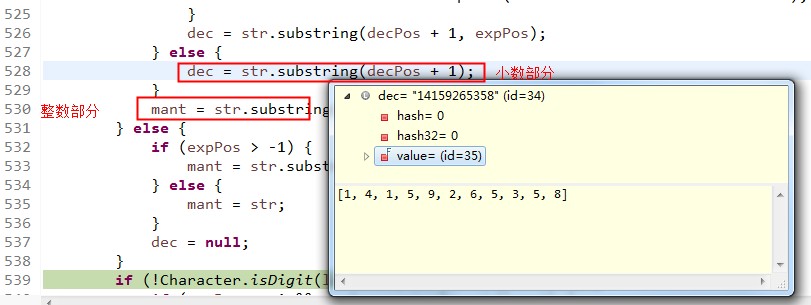 525 }
526 dec = str.substring(decPos + 1, expPos);
527 } else {
528 dec = str.substring(decPos + 1); 小数部分
529 }
整数部分 530 mant = str.substring
531 } else {
532 if (expPos > -1) {
533 mant = str.subst
534 } else {
535 mant = str;
536 }
537 dec = null;
538 }
539 if (!Character.isDigit(l
dec= "14159265358" (id=34)
hash= 0
hash32= 0
value= (id=35)
[1, 4, 1, 5, 9, 2, 6, 5, 3, 5, 8]